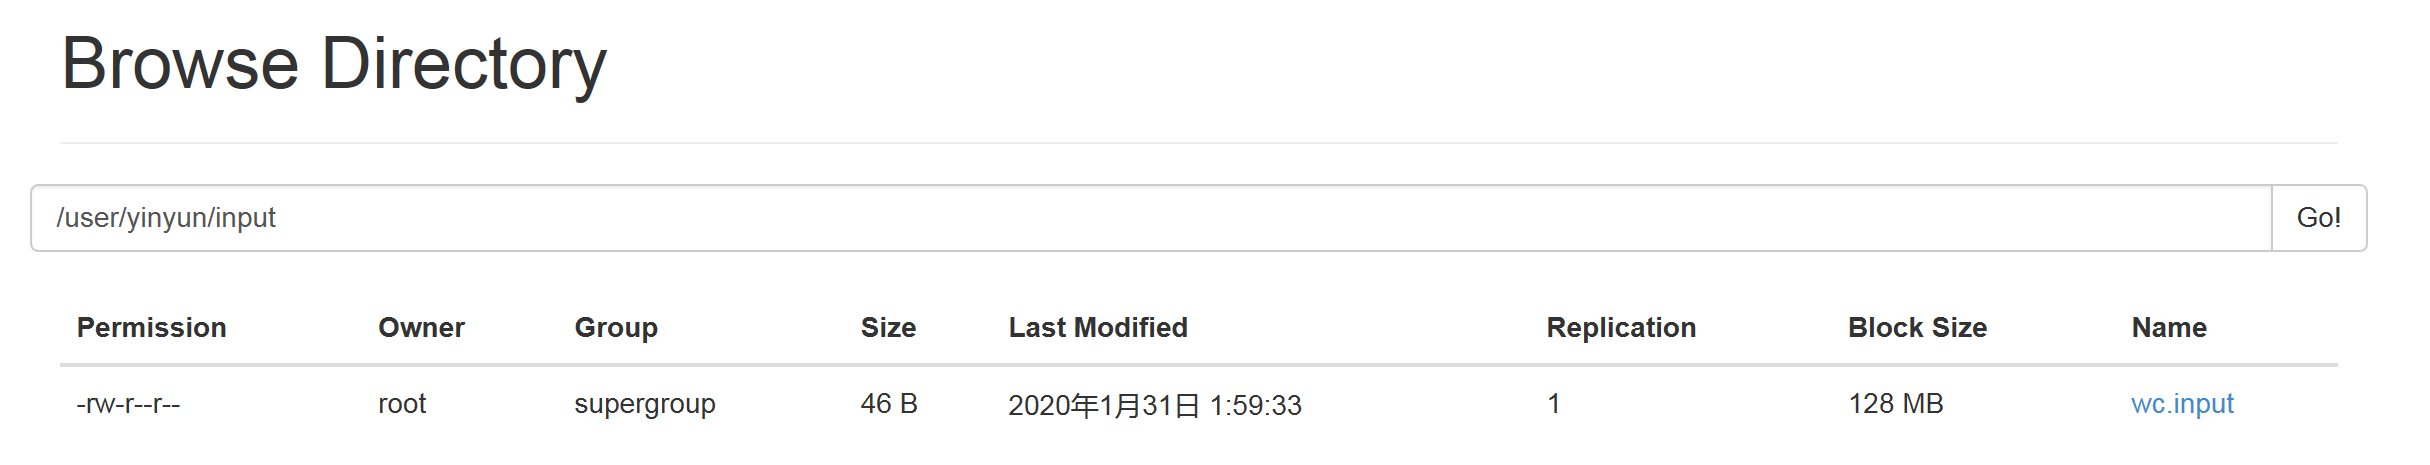 Browse Directory
/user/yinyun/input Go!
Permission Owner Group Size Last Modified Replication Block Size Name
-rw-r--r-- root supergroup 46 B 2020年1月31日 1:59:33 1 128 MB wc.input